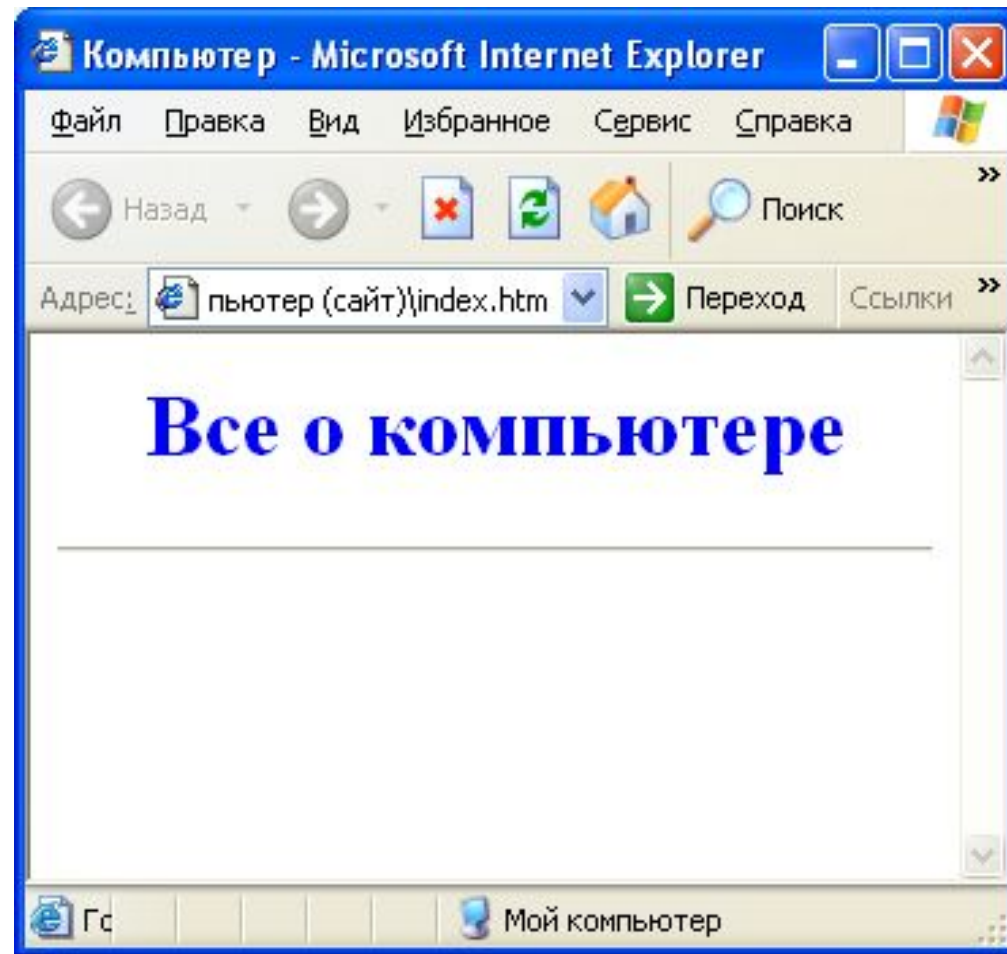 Компьютер - Microsoft Internet Explorer
Файл Правка Вид Избранное Сервис Справка
Назад Поиск »
Адрес: пьютер (сайт)\index.htm Переход Ссылки »
Все о компьютере
Гс Мой компьютер